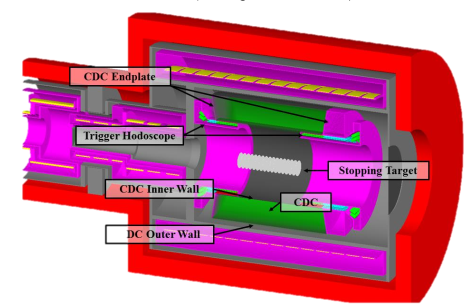 CDC Endplate
Trigger Hodoscope
Stopping Target
CDC Inner Wall
CDC
DC Outer Wall